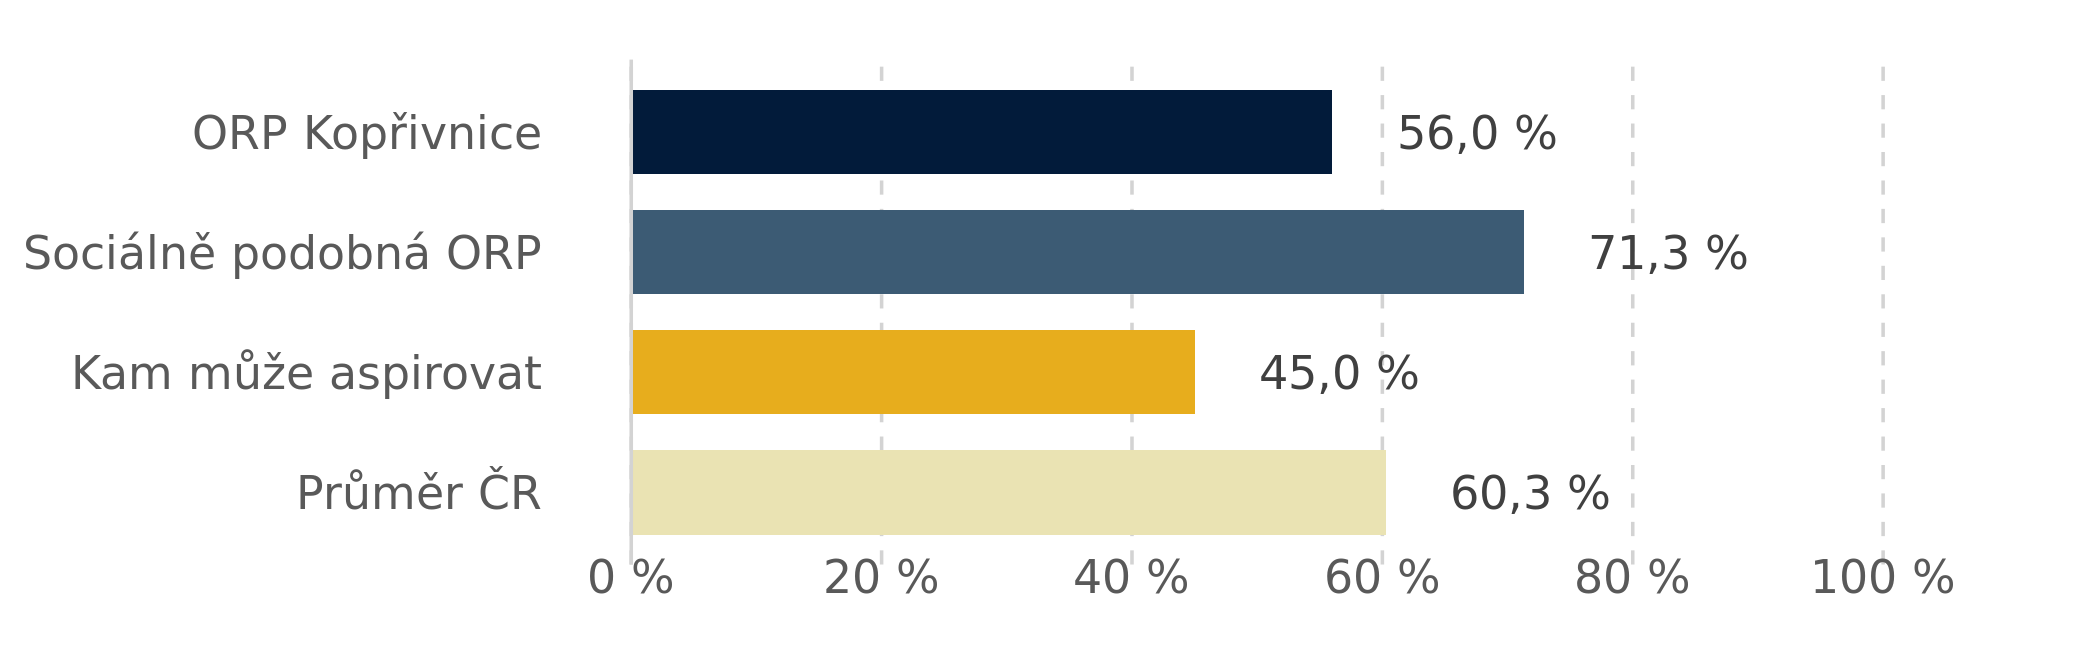 ORP Kopřivnice
56,0 %
Sociálně podobná ORP
71,3 %
Kam může aspirovat
45,0 %
Průměr ČR
60,3 %
0 % 20 % 40 % 60 % 80 % 100 %